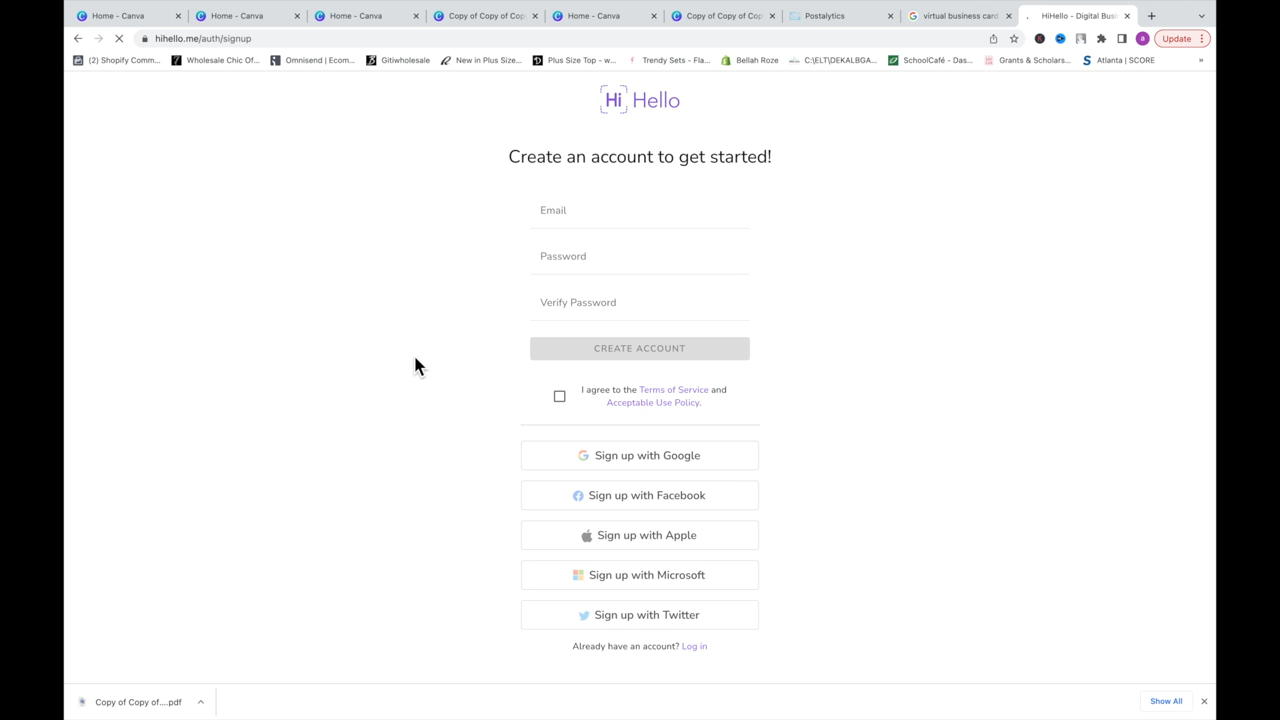 Home - Canva
Home - Canva
Home - Canva
Copy of Copy of Cop
Home - Canva
Copy of Copy of Cop
Postalytics
virtual business card
HiHello - Digital Busi
hihello.me/auth/signup
a
Update
(2) Shopify Comm...
Wholesale Chic Of...
Omnisend | Ecom...
Gitiwholesale
New in Plus Size...
Plus Size Top - w...
Trendy Sets - Fla...
Bellah Roze
C:\ELT\DEKALBGA...
SchoolCafé - Das...
Grants & Scholars...
Atlanta | SCORE
»
Hi Hello
Create an account to get started!
Email
Password
Verify Password
CREATE ACCOUNT
I agree to the Terms of Service and
Acceptable Use Policy.
Sign up with Google
Sign up with Facebook
Sign up with Apple
Sign up with Microsoft
Sign up with Twitter
Already have an account? Log in
Copy of Copy of....pdf
Show All